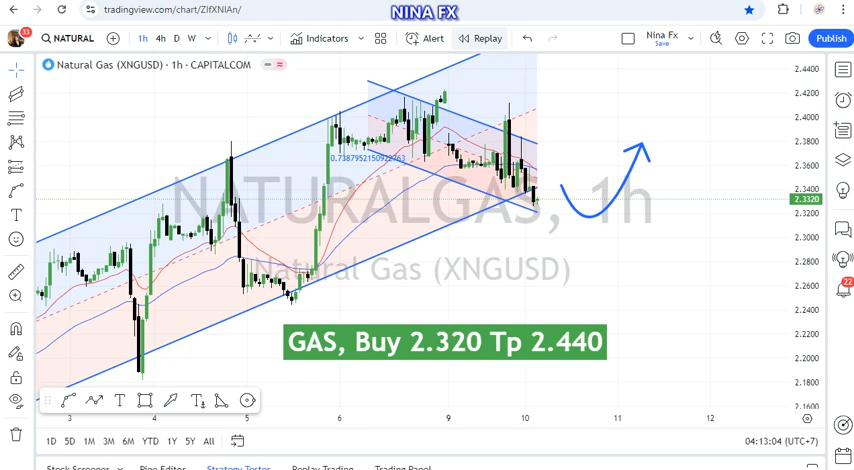 NINA FX
tradingview.com/chart/ZIfXNIAn/
33
NATURAL
1h 4h D W
Indicators
Alert
Replay
Nina Fx
Save
Publish
Natural Gas (XNGUSD) · 1h · CAPITALCOM
2.4400
2.4200
2.4000
2.3800
2.3600
2.3400
2.3320
2.3200
2.3000
2.2800
2.2600
2.2400
2.2200
2.2000
2.1800
2.1600
0.7387952150922763
NATURALGAS, 1h
Natural Gas (XNGUSD)
GAS, Buy 2.320 Tp 2.440
22
3 4 5 6 9 10 11 12
1D 5D 1M 3M 6M YTD 1Y 5Y All
04:13:04 (UTC+7)
Stock Screener Pine Editor Strategy Tester Replay Trading Trading Panel